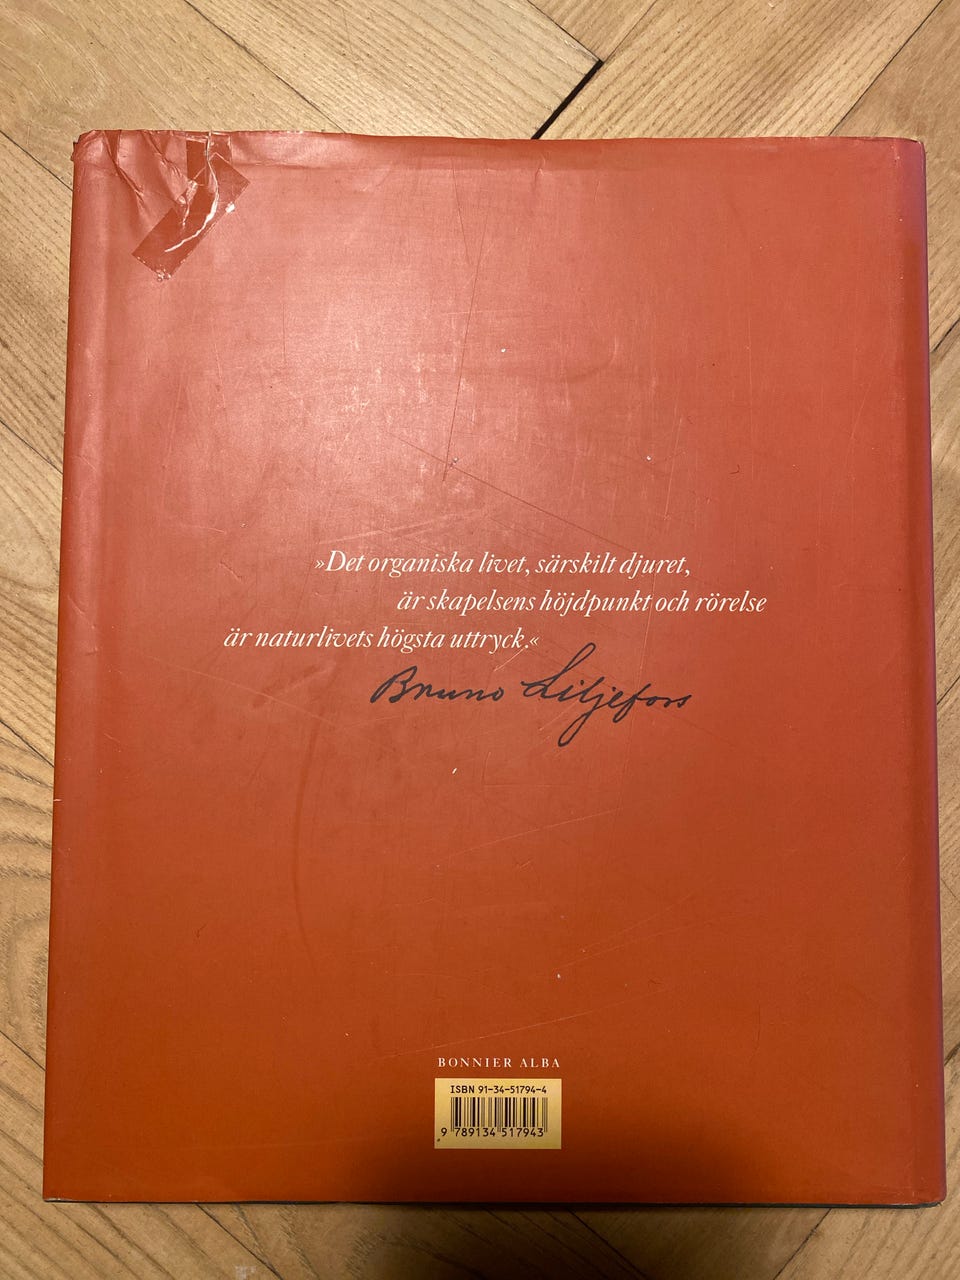 »Det organiska livet, särskilt djuret,
är skapelsens höjdpunkt och rörelse
är naturlivets högsta uttryck.«
Bruno Liljefors
BONNIER ALBA
ISBN 91-34-51794-4
9 789134 517943